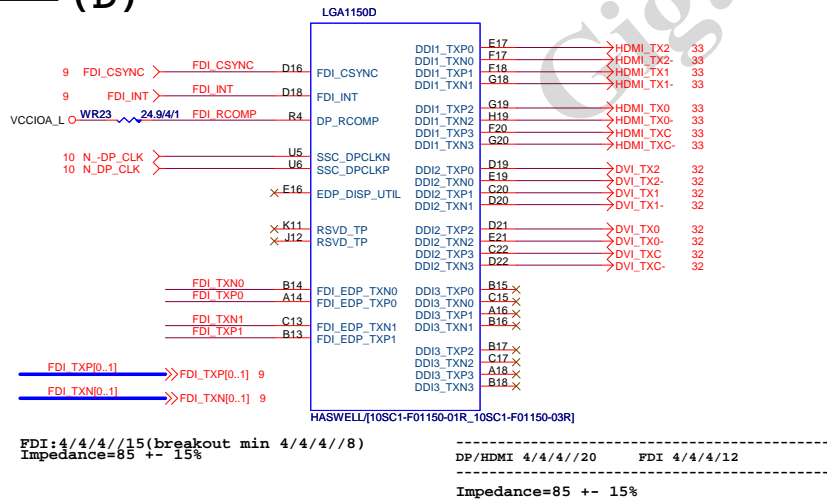 (D)
LGA1150D
9 FDI_CSYNC FDI_CSYNC D16 FDI_CSYNC
9 FDI_INT FDI_INT D18 FDI_INT
VCCIOA_L WR23 24.9/4/1 FDI_RCOMP R4 DP_RCOMP
10 N_-DP_CLK U5 SSC_DPCLKN
10 N_DP_CLK U6 SSC_DPCLKP
E16 EDP_DISP_UTIL
K11 RSVD_TP
J12 RSVD_TP
FDI_TXN0 B14 FDI_EDP_TXN0
FDI_TXP0 A14 FDI_EDP_TXP0
FDI_TXN1 C13 FDI_EDP_TXN1
FDI_TXP1 B13 FDI_EDP_TXP1
FDI_TXP[0..1] FDI_TXP[0..1] 9
FDI_TXN[0..1] FDI_TXN[0..1] 9
DDI1_TXP0 E17 HDMI_TX2 33
DDI1_TXN0 F17 HDMI_TX2- 33
DDI1_TXP1 F18 HDMI_TX1 33
DDI1_TXN1 G18 HDMI_TX1- 33
DDI1_TXP2 G19 HDMI_TX0 33
DDI1_TXN2 H19 HDMI_TX0- 33
DDI1_TXP3 F20 HDMI_TXC 33
DDI1_TXN3 G20 HDMI_TXC- 33
DDI2_TXP0 D19 DVI_TX2 32
DDI2_TXN0 E19 DVI_TX2- 32
DDI2_TXP1 C20 DVI_TX1 32
DDI2_TXN1 D20 DVI_TX1- 32
DDI2_TXP2 D21 DVI_TX0 32
DDI2_TXN2 E21 DVI_TX0- 32
DDI2_TXP3 C22 DVI_TXC 32
DDI2_TXN3 D22 DVI_TXC- 32
DDI3_TXP0 B15
DDI3_TXN0 C15
DDI3_TXP1 A16
DDI3_TXN1 B16
DDI3_TXP2 B17
DDI3_TXN2 C17
DDI3_TXP3 A18
DDI3_TXN3 B18
HASWELL/[10SC1-F01150-01R_10SC1-F01150-03R]
FDI:4/4/4//15(breakout min 4/4/4//8)
Impedance=85 +- 15%
DP/HDMI 4/4/4//20 FDI 4/4/4/12
Impedance=85 +- 15%
Giga